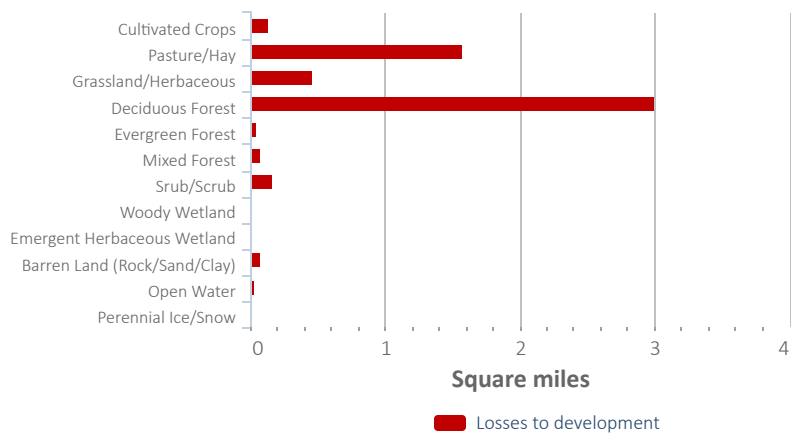 Cultivated Crops
Pasture/Hay
Grassland/Herbaceous
Deciduous Forest
Evergreen Forest
Mixed Forest
Srub/Scrub
Woody Wetland
Emergent Herbaceous Wetland
Barren Land (Rock/Sand/Clay)
Open Water
Perennial Ice/Snow
0 1 2 3 4
Square miles
Losses to development